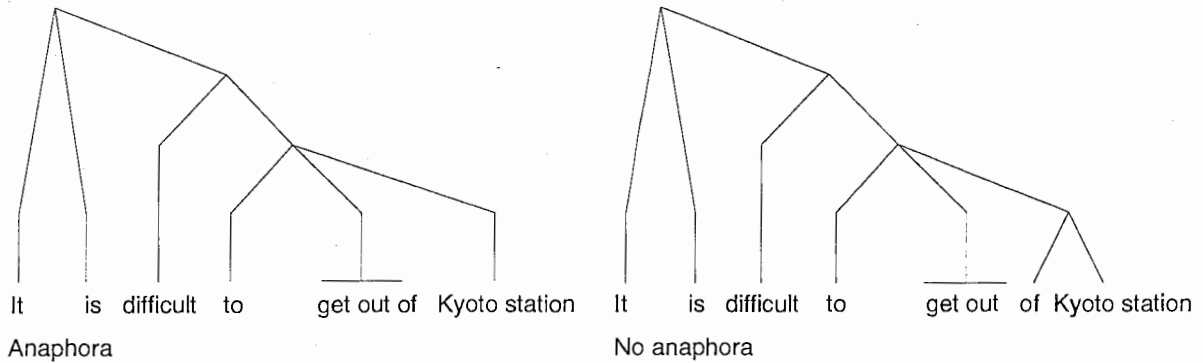 It is difficult to get out of Kyoto station
Anaphora
It is difficult to get out of Kyoto station
No anaphora